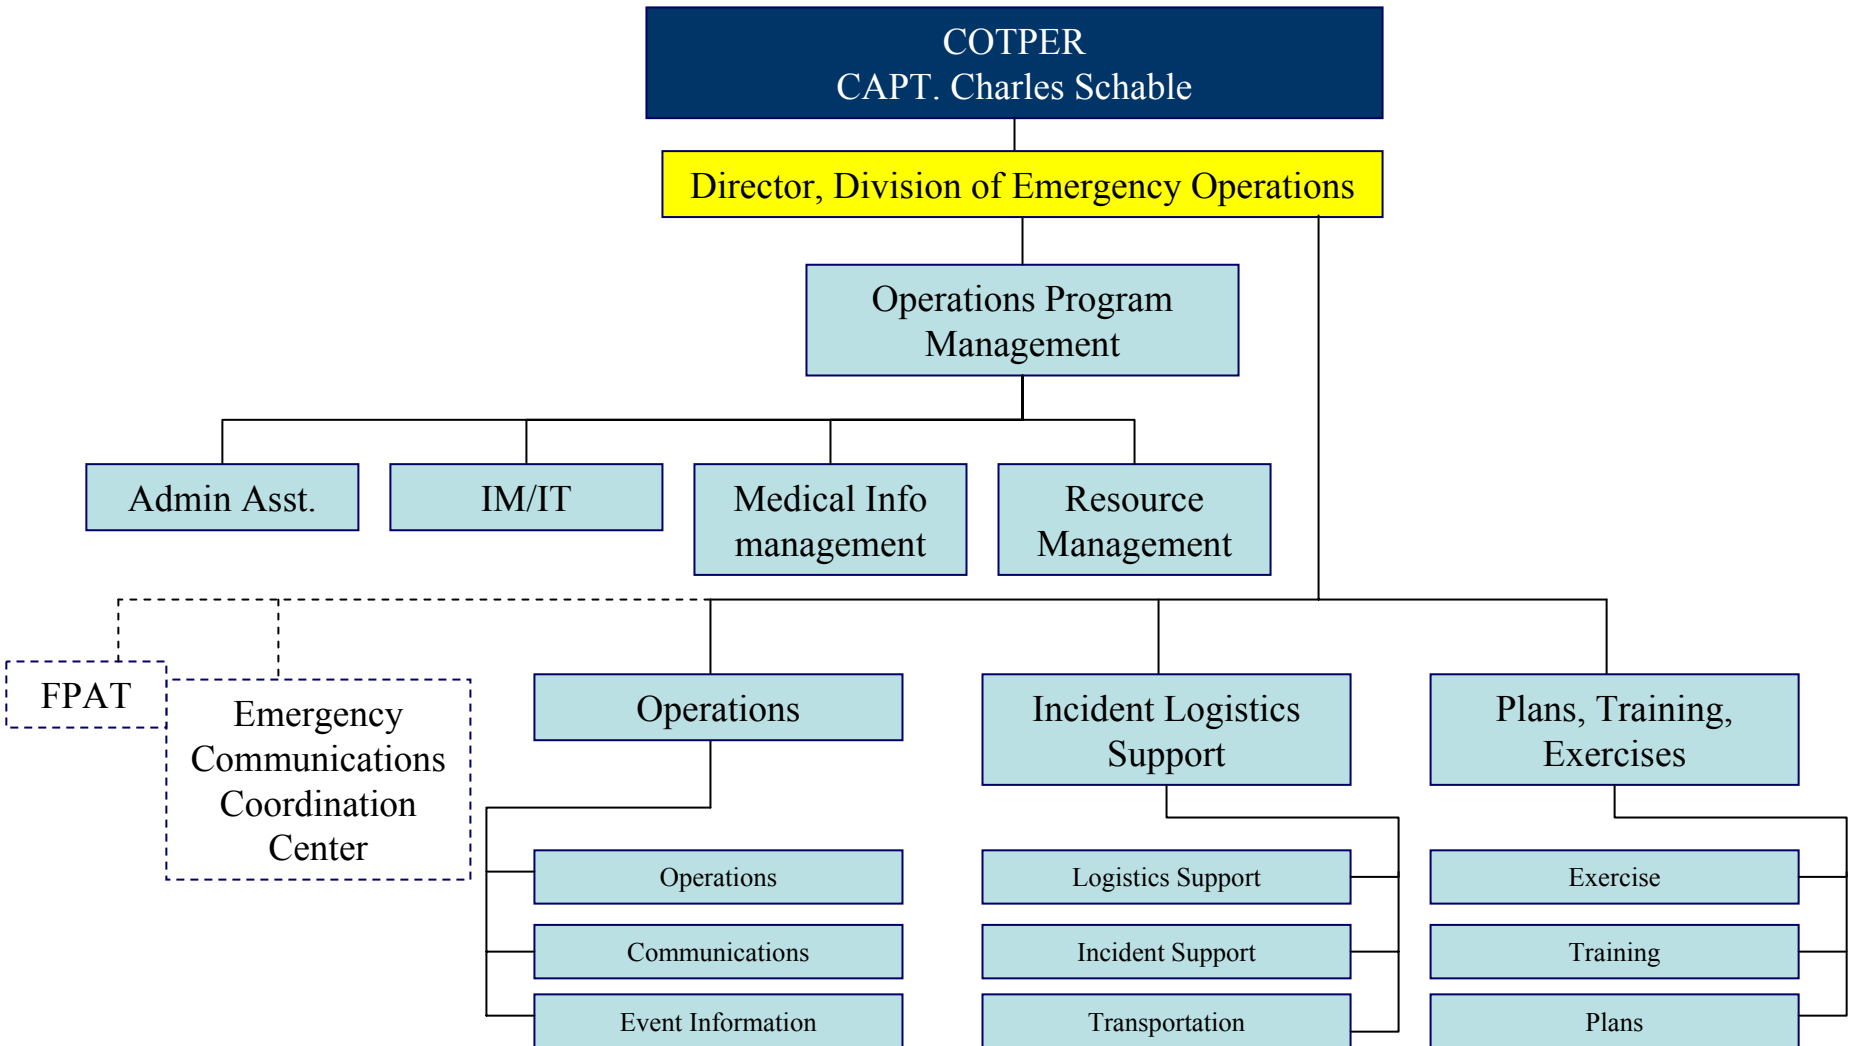 COTPER
CAPT. Charles Schable
Director, Division of Emergency Operations
Operations Program
Management
Admin Asst.
IM/IT
Medical Info
management
Resource
Management
FPAT
Emergency
Communications
Coordination
Center
Operations
Incident Logistics
Support
Plans, Training,
Exercises
Operations
Logistics Support
Exercise
Communications
Incident Support
Training
Event Information
Transportation
Plans